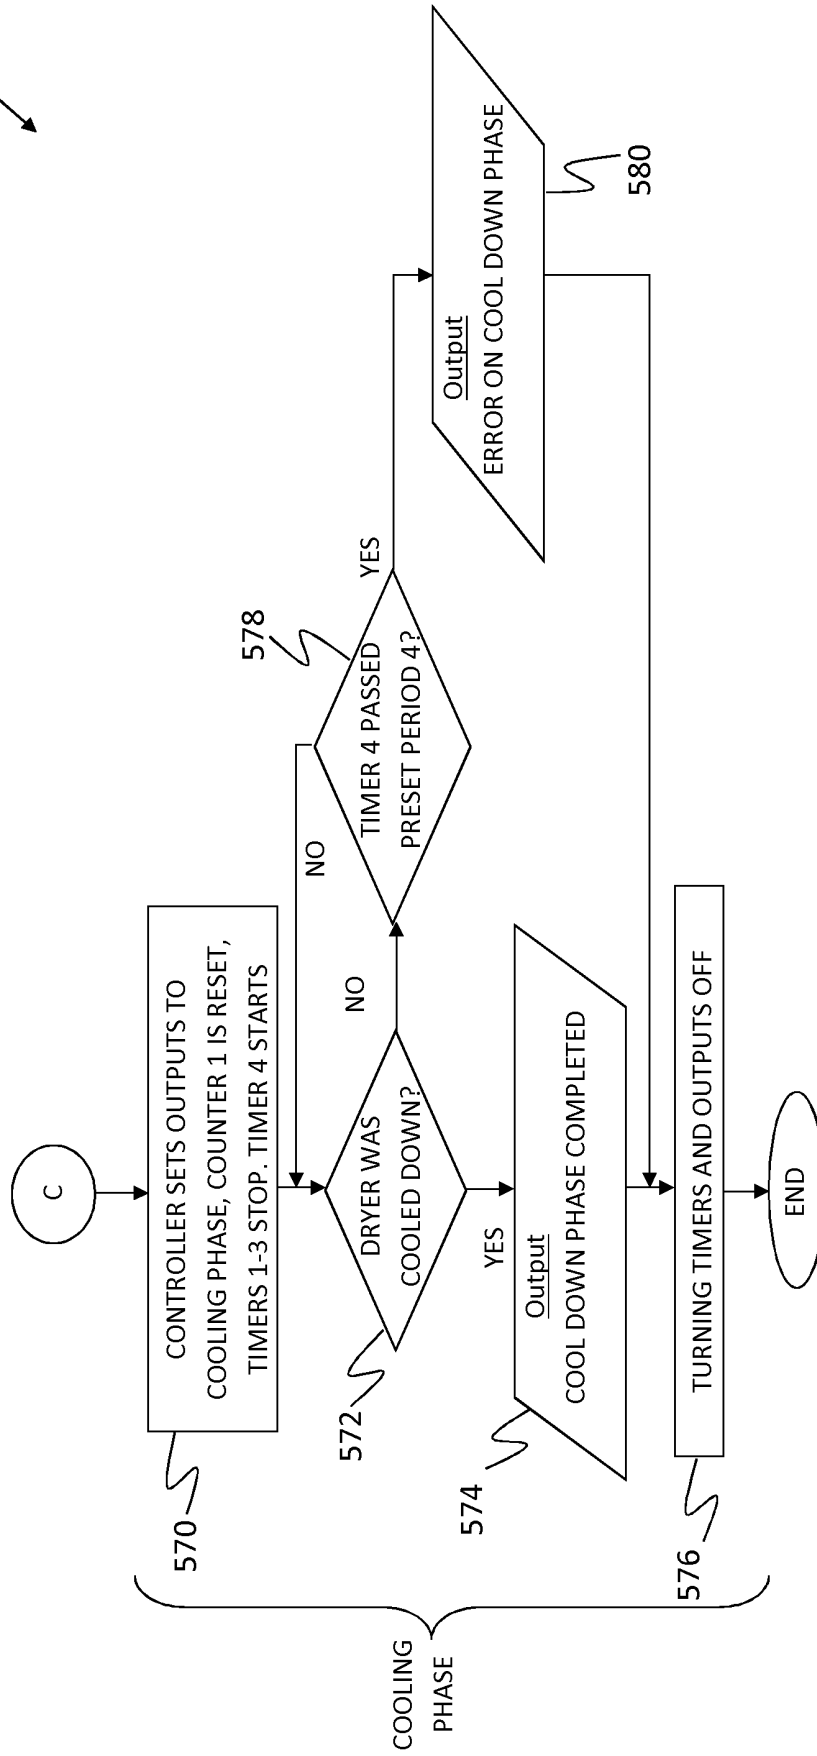 C
CONTROLLER SETS OUTPUTS TO
COOLING PHASE, COUNTER 1 IS RESET,
TIMERS 1-3 STOP. TIMER 4 STARTS
570
DRYER WAS
COOLED DOWN?
572
NO
NO
TIMER 4 PASSED
PRESET PERIOD 4?
578
YES
YES
Output
COOL DOWN PHASE COMPLETED
574
Output
ERROR ON COOL DOWN PHASE
580
TURNING TIMERS AND OUTPUTS OFF
576
END
COOLING
PHASE